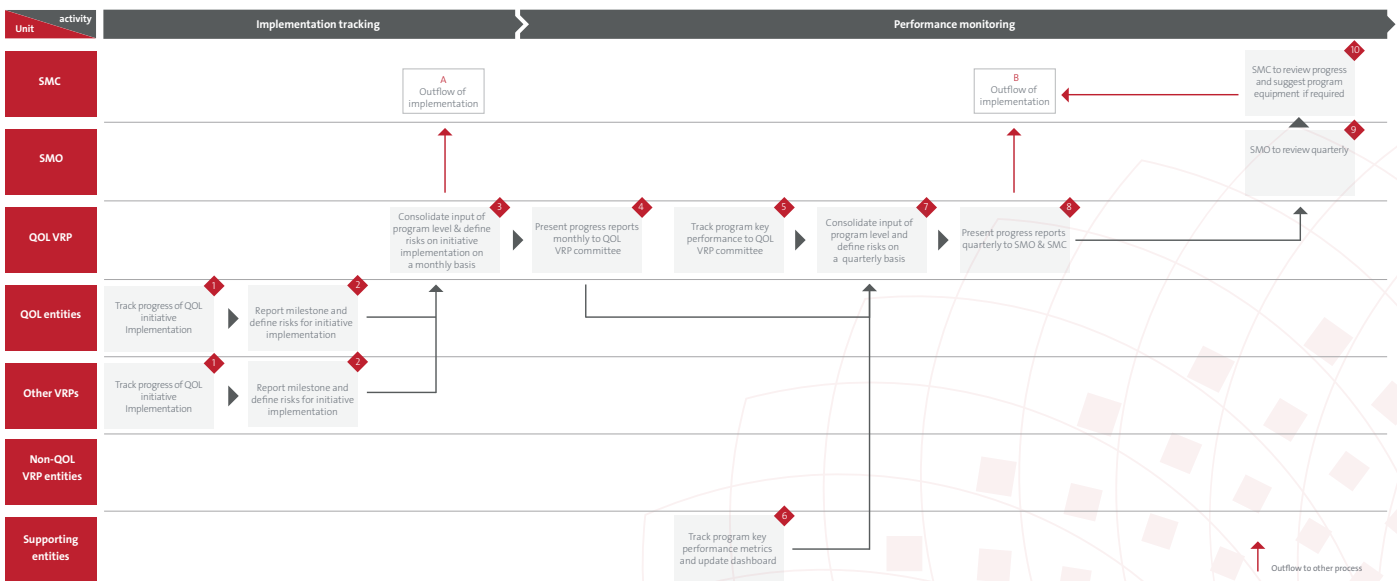 activity
Unit
Implementation tracking
Performance monitoring
SMC
A
Outflow of
implementation
B
Outflow of
implementation
10
SMC to review progress
and suggest program
equipment if required
SMO
9
SMO to review quarterly
QOL VRP
3
Consolidate input of
program level & define
risks on initiative
implementation on
a monthly basis
4
Present progress reports
monthly to QOL
VRP committee
5
Track program key
performance to QOL
VRP committee
7
Consolidate input of
program level and
define risks on
a quarterly basis
8
Present progress reports
quarterly to SMO & SMC
QOL entities
1
Track progress of QOL
initiative
Implementation
2
Report milestone and
define risks for initiative
implementation
Other VRPs
1
Track progress of QOL
initiative
Implementation
2
Report milestone and
define risks for initiative
implementation
Non-QOL
VRP entities
Supporting
entities
6
Track program key
performance metrics
and update dashboard
Outflow to other process